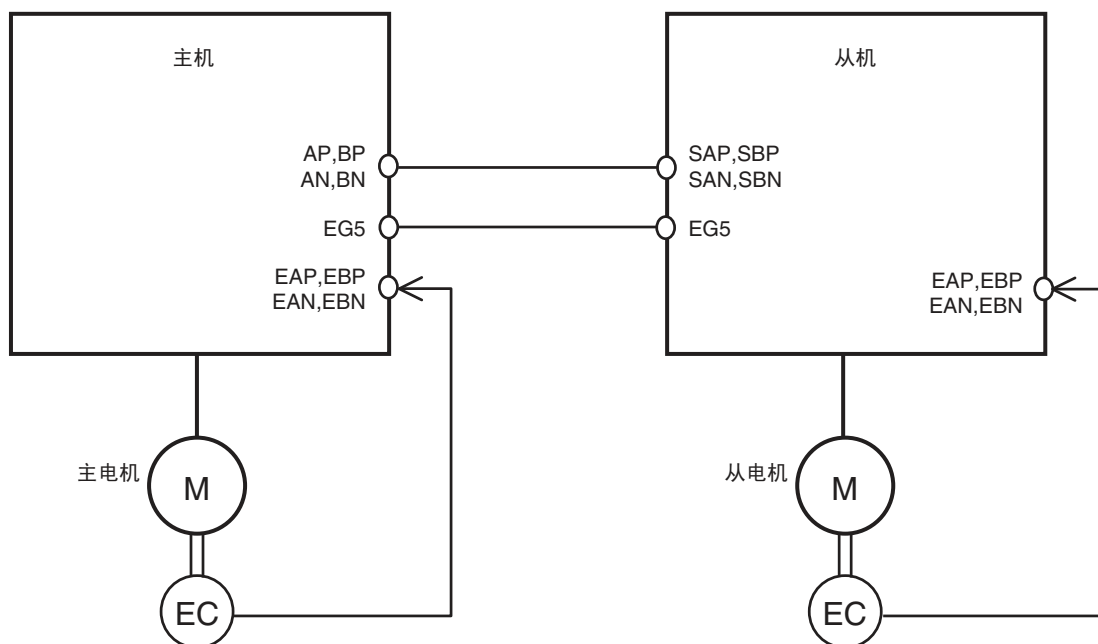 主机
AP,BP
AN,BN
EG5
EAP,EBP
EAN,EBN
主电机
M
EC
从机
SAP,SBP
SAN,SBN
EG5
EAP,EBP
EAN,EBN
从电机
M
EC